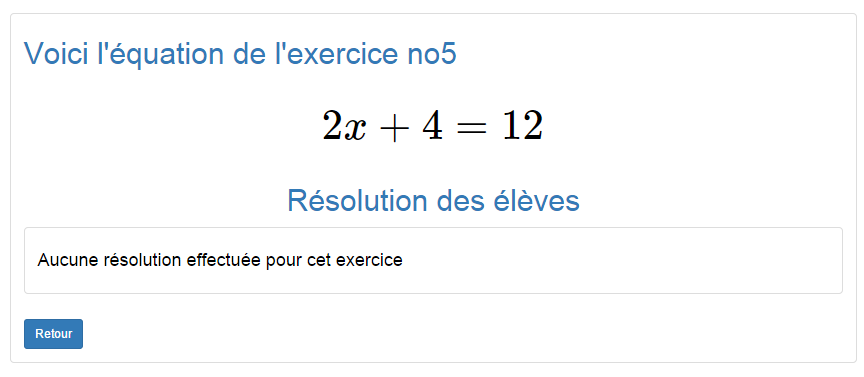 Voici l'équation de l'exercice no5
2x + 4 = 12
Résolution des élèves
Aucune résolution effectuée pour cet exercice
Retour